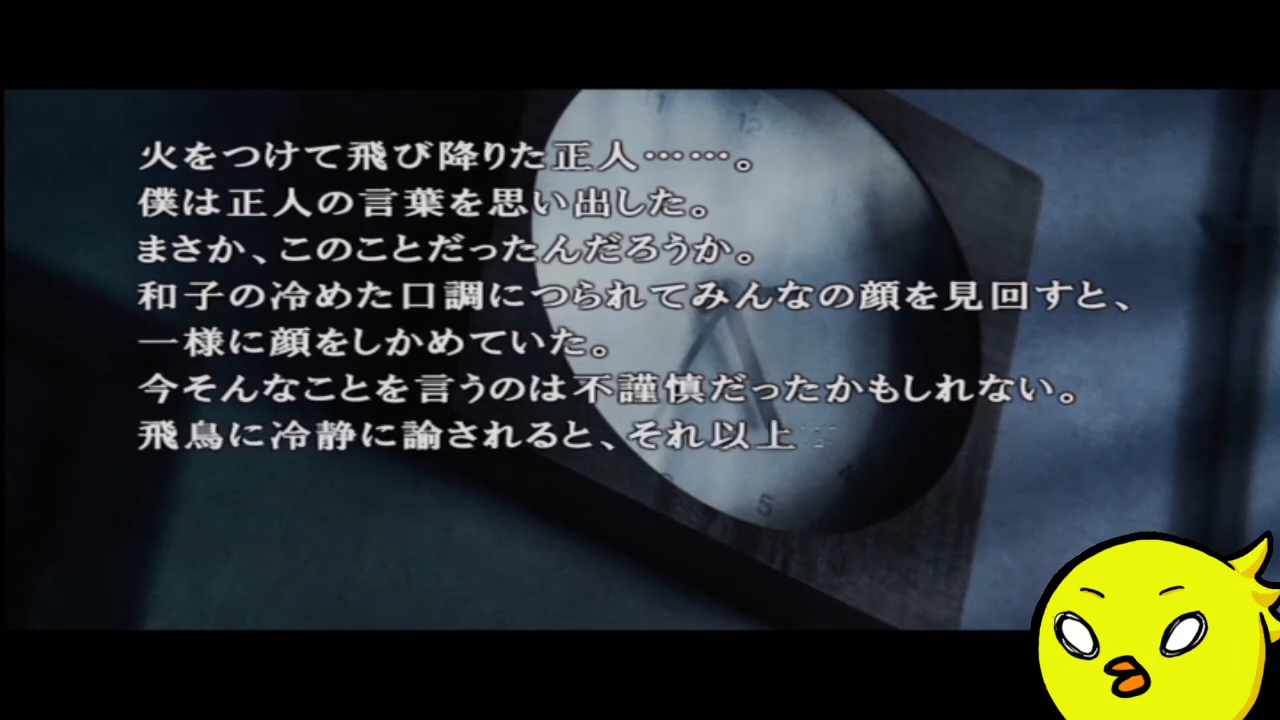 火をつけて飛び降りた正人……。
僕は正人の言葉を思い出した。
まさか、このことだったんだろうか。
和子の冷めた口調につられてみんなの顔を見回すと、
一様に顔をしかめていた。
今そんなことを言うのは不謹慎だったかもしれない。
飛鳥に冷静に諭されると、それ以上
12
5